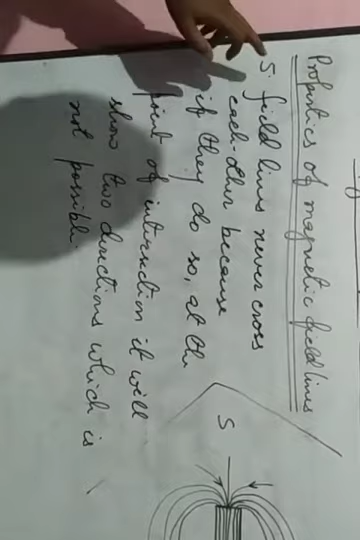 Properties of magnetic field lines
5. field lines never cross
each-other because
if they do so, at the
point of intersection it will
show two directions which is
not possible.
S